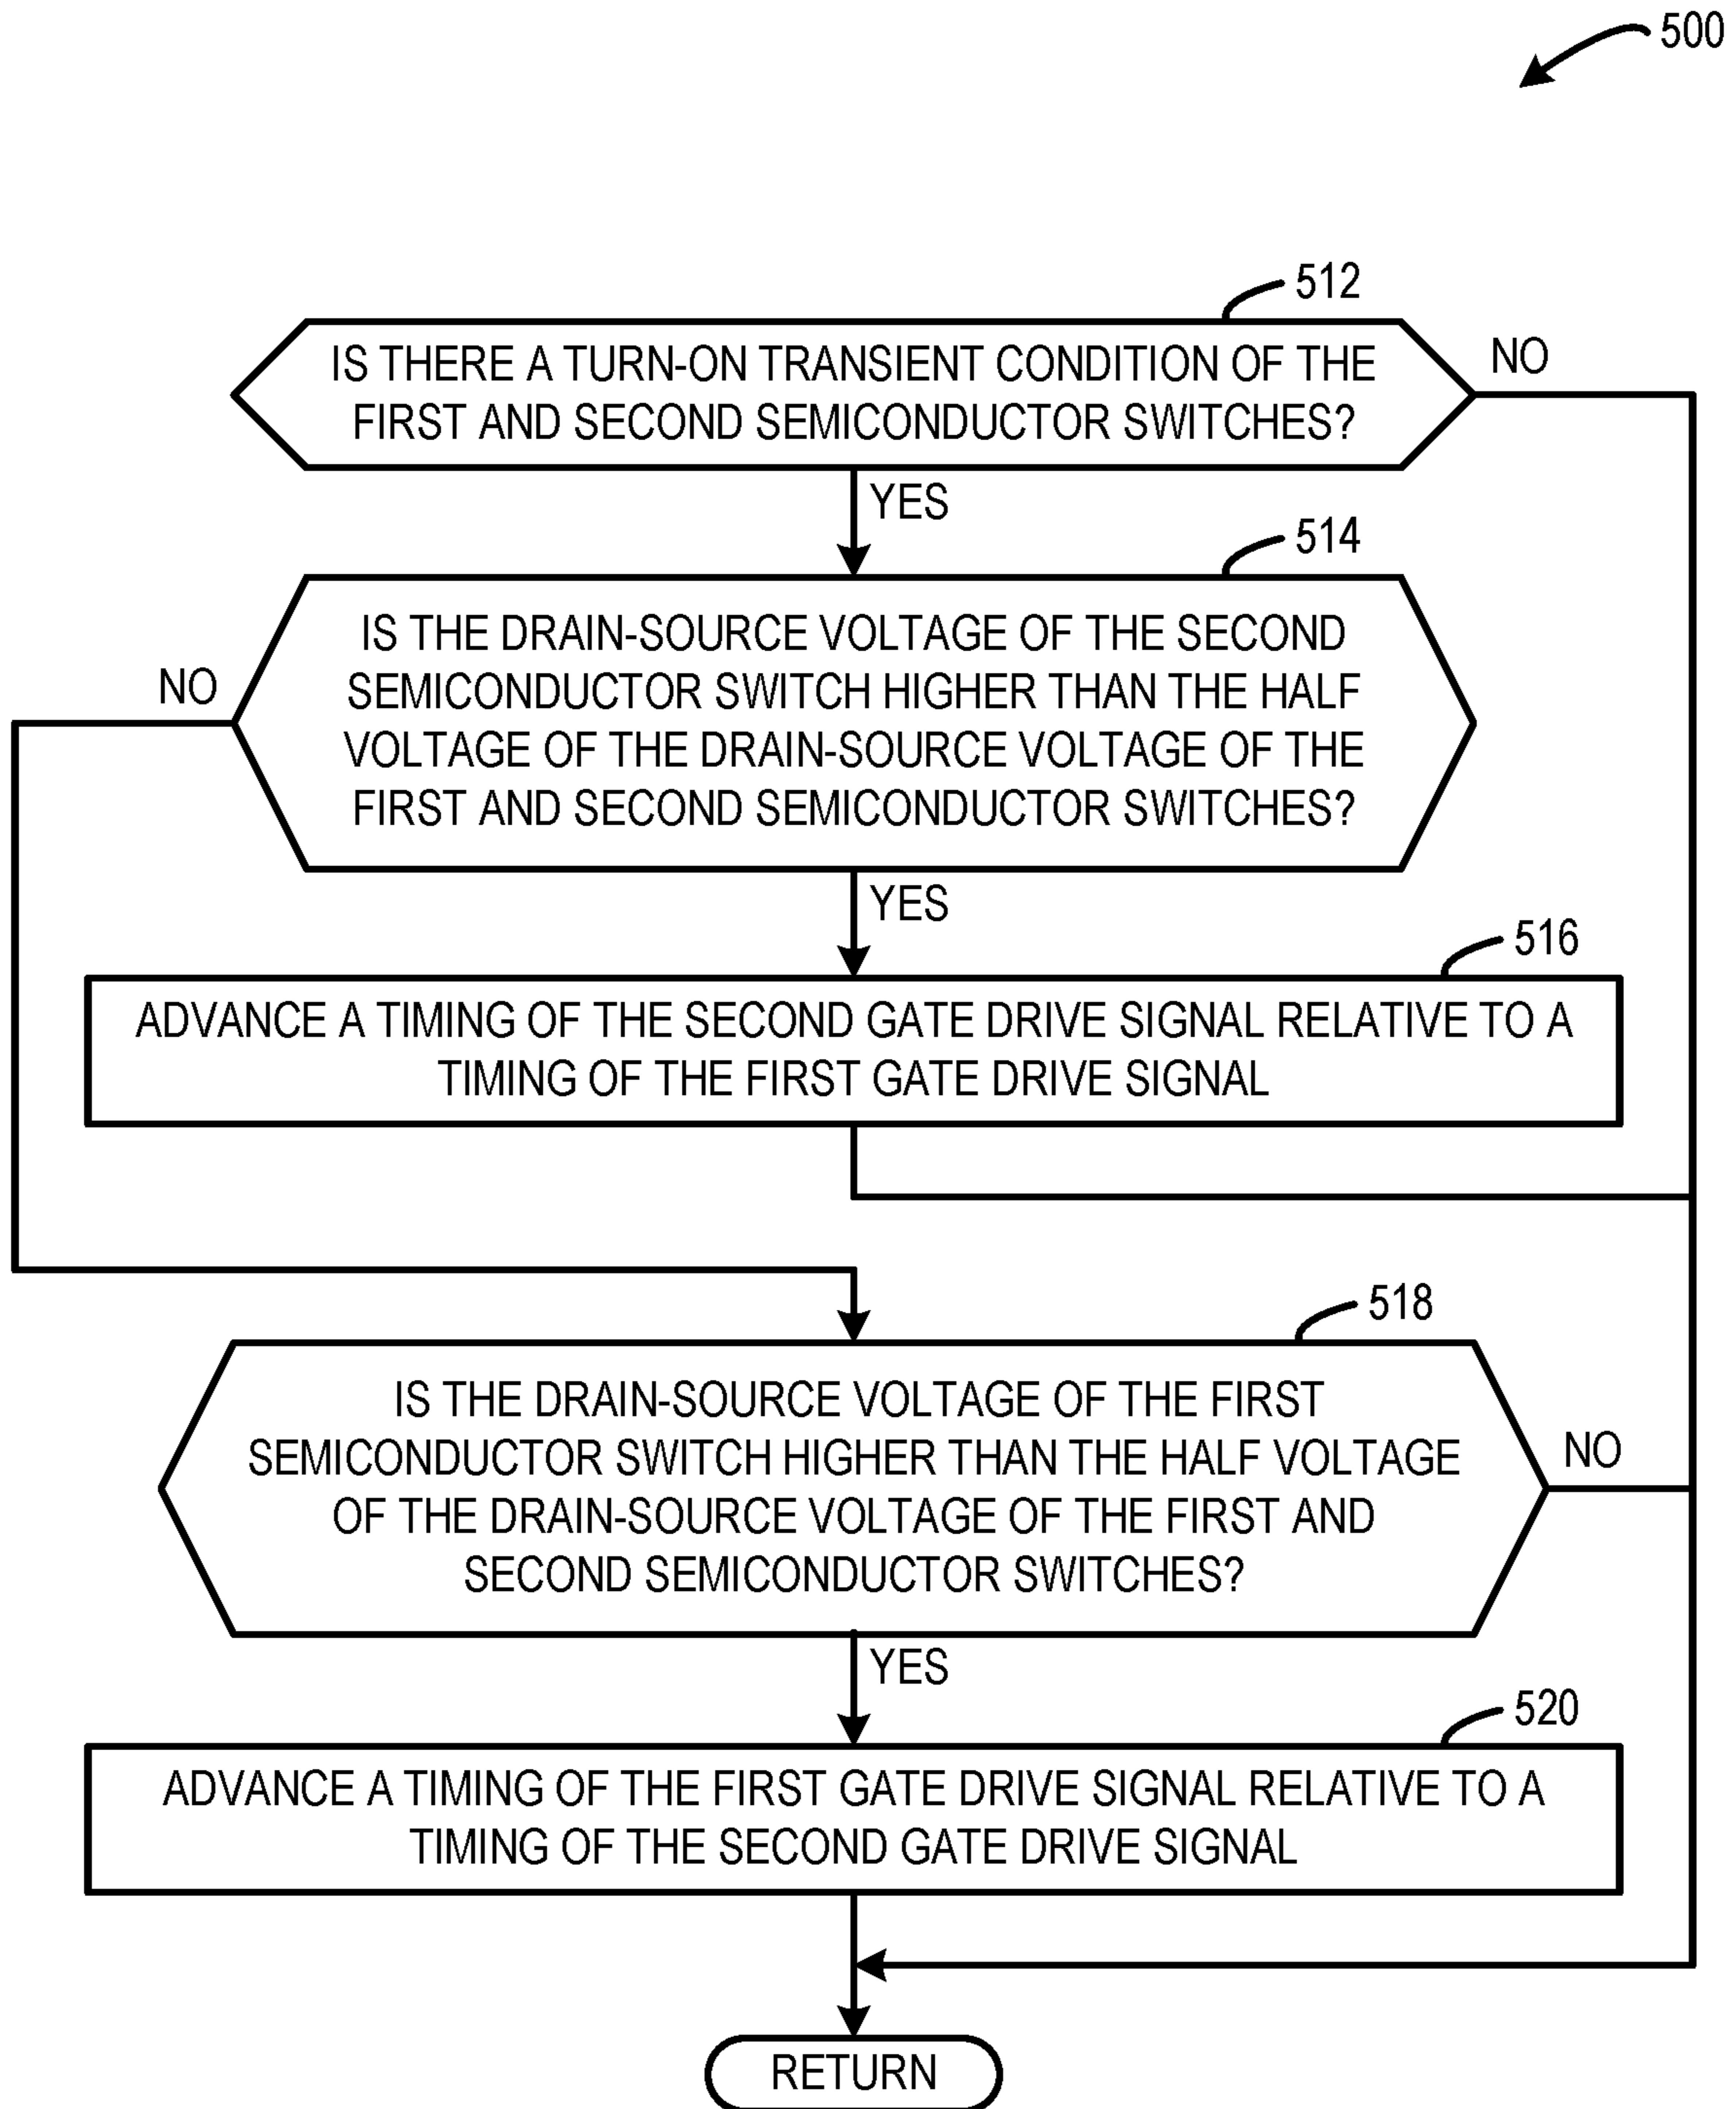 500
512
IS THERE A TURN-ON TRANSIENT CONDITION OF THE
FIRST AND SECOND SEMICONDUCTOR SWITCHES?
NO
YES
514
IS THE DRAIN-SOURCE VOLTAGE OF THE SECOND
SEMICONDUCTOR SWITCH HIGHER THAN THE HALF
VOLTAGE OF THE DRAIN-SOURCE VOLTAGE OF THE
FIRST AND SECOND SEMICONDUCTOR SWITCHES?
NO
YES
516
ADVANCE A TIMING OF THE SECOND GATE DRIVE SIGNAL RELATIVE TO A
TIMING OF THE FIRST GATE DRIVE SIGNAL
518
IS THE DRAIN-SOURCE VOLTAGE OF THE FIRST
SEMICONDUCTOR SWITCH HIGHER THAN THE HALF VOLTAGE
OF THE DRAIN-SOURCE VOLTAGE OF THE FIRST AND
SECOND SEMICONDUCTOR SWITCHES?
NO
YES
520
ADVANCE A TIMING OF THE FIRST GATE DRIVE SIGNAL RELATIVE TO A
TIMING OF THE SECOND GATE DRIVE SIGNAL
RETURN